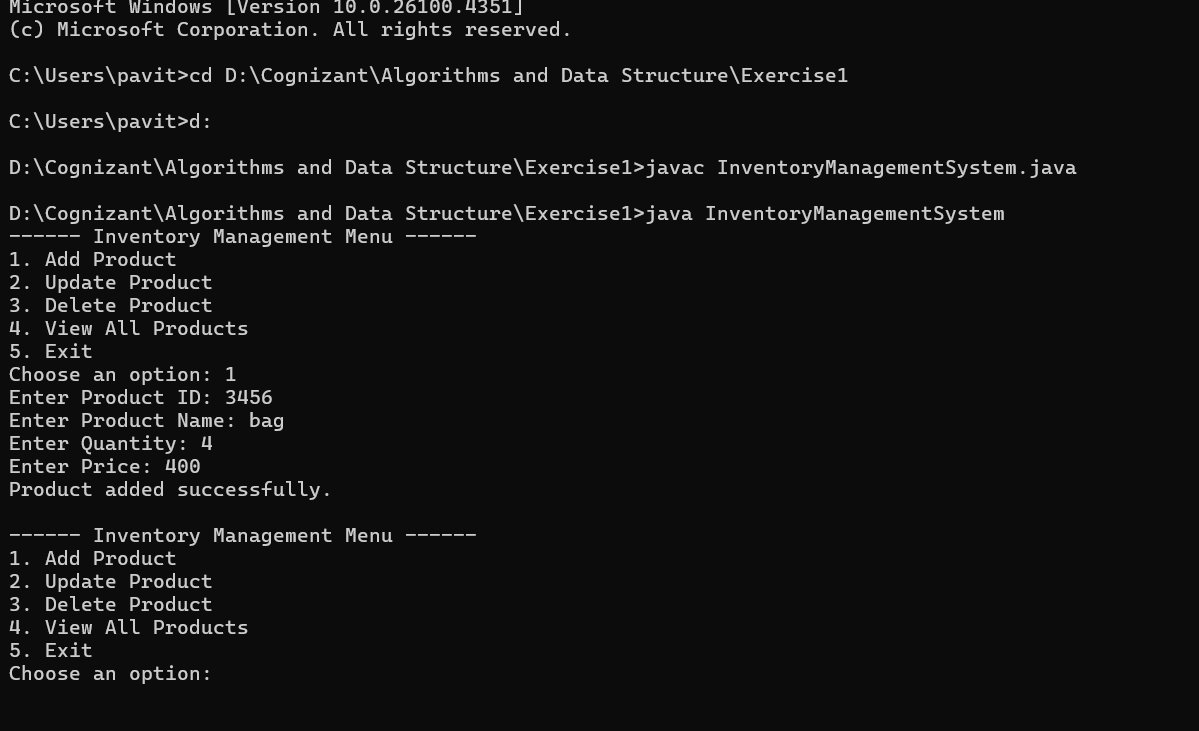 Microsoft Windows [Version 10.0.26100.4351]
(c) Microsoft Corporation. All rights reserved.
C:\Users\pavit>cd D:\Cognizant\Algorithms and Data Structure\Exercise1
C:\Users\pavit>d:
D:\Cognizant\Algorithms and Data Structure\Exercise1>javac InventoryManagementSystem.java
D:\Cognizant\Algorithms and Data Structure\Exercise1>java InventoryManagementSystem
------ Inventory Management Menu ------
1. Add Product
2. Update Product
3. Delete Product
4. View All Products
5. Exit
Choose an option: 1
Enter Product ID: 3456
Enter Product Name: bag
Enter Quantity: 4
Enter Price: 400
Product added successfully.
------ Inventory Management Menu ------
1. Add Product
2. Update Product
3. Delete Product
4. View All Products
5. Exit
Choose an option: